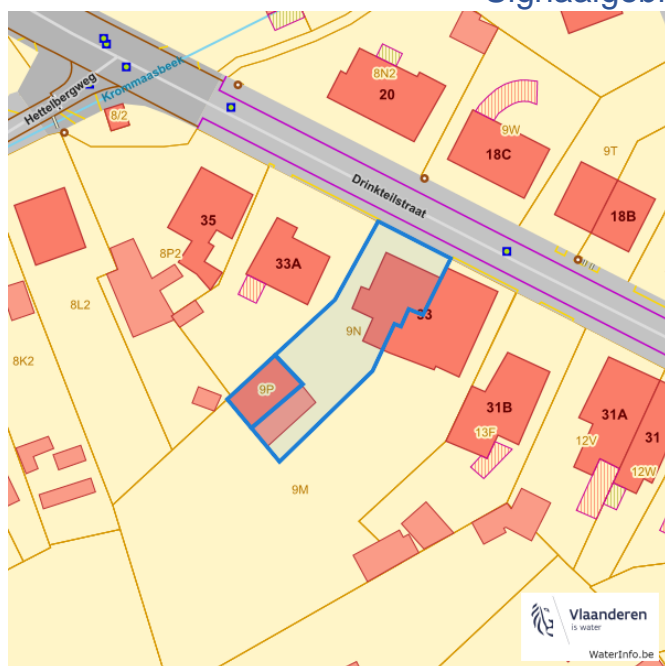 Krommaasbeek
Hettelbergweg
8/2
8N2
20
9W
18C
9T
18B
Drinkteilstraat
35
8P2
33A
8L2
8K2
9N
33
9P
31B
13F
31A
31
12V
12W
9M
Vlaanderen
is water
WaterInfo.be